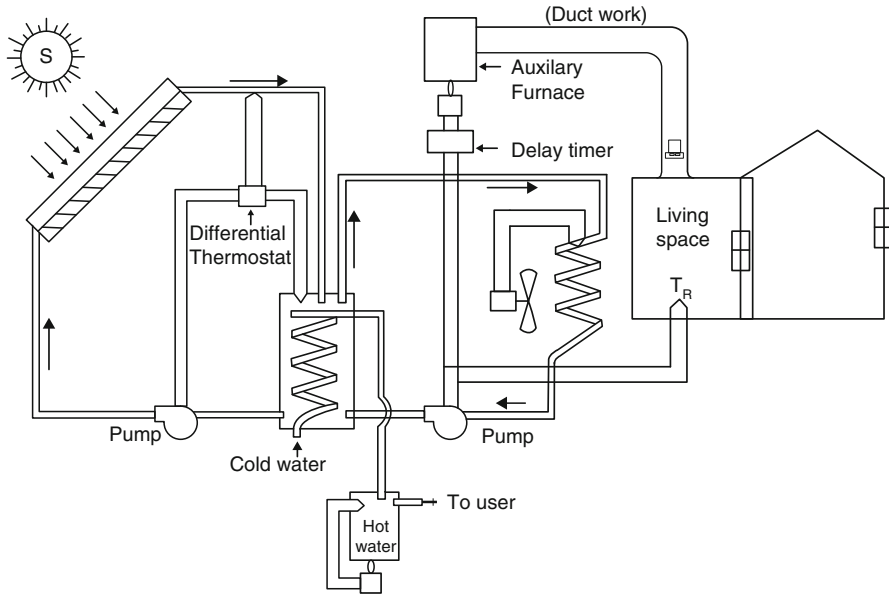 (Duct work)
S
Auxilary
Furnace
Delay timer
Differential
Thermostat
Living
space
T_R
Pump
Pump
Cold water
To user
Hot
water